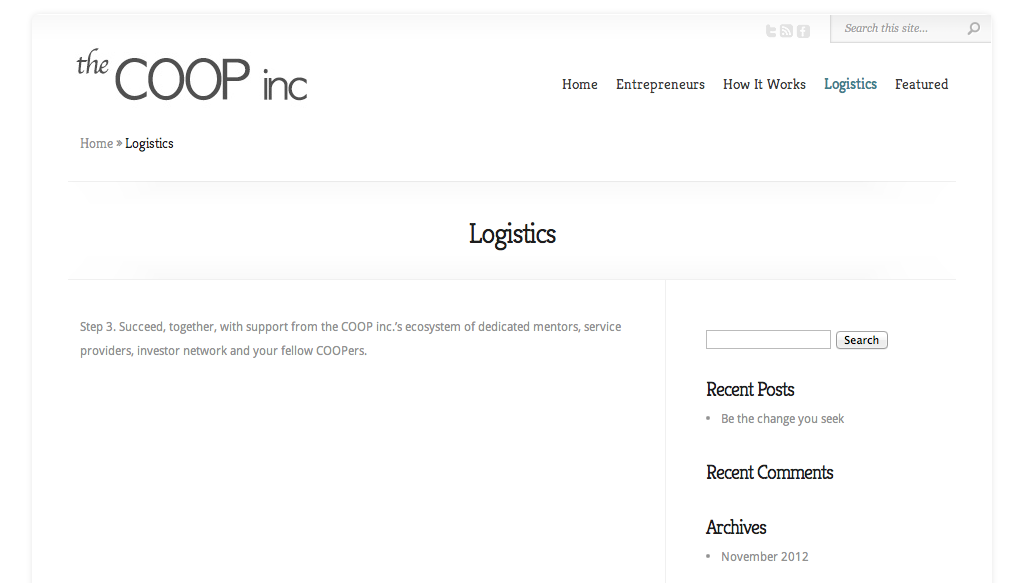 Search this site...
the COOP inc
Home Entrepreneurs How It Works Logistics Featured
Home » Logistics
Logistics
Step 3. Succeed, together, with support from the COOP inc.’s ecosystem of dedicated mentors, service
providers, investor network and your fellow COOPers.
Search
Recent Posts
• Be the change you seek
Recent Comments
Archives
• November 2012